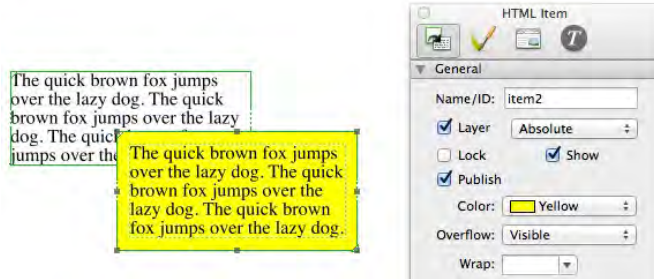 The quick brown fox jumps
over the lazy dog. The quick
brown fox jumps over the lazy
dog. The quick
jumps over the
The quick brown fox jumps
over the lazy dog. The quick
brown fox jumps over the
lazy dog. The quick brown
fox jumps over the lazy dog.
HTML Item
T
General
Name/ID: item2
Layer Absolute
Lock Show
Publish
Color: Yellow
Overflow: Visible
Wrap: